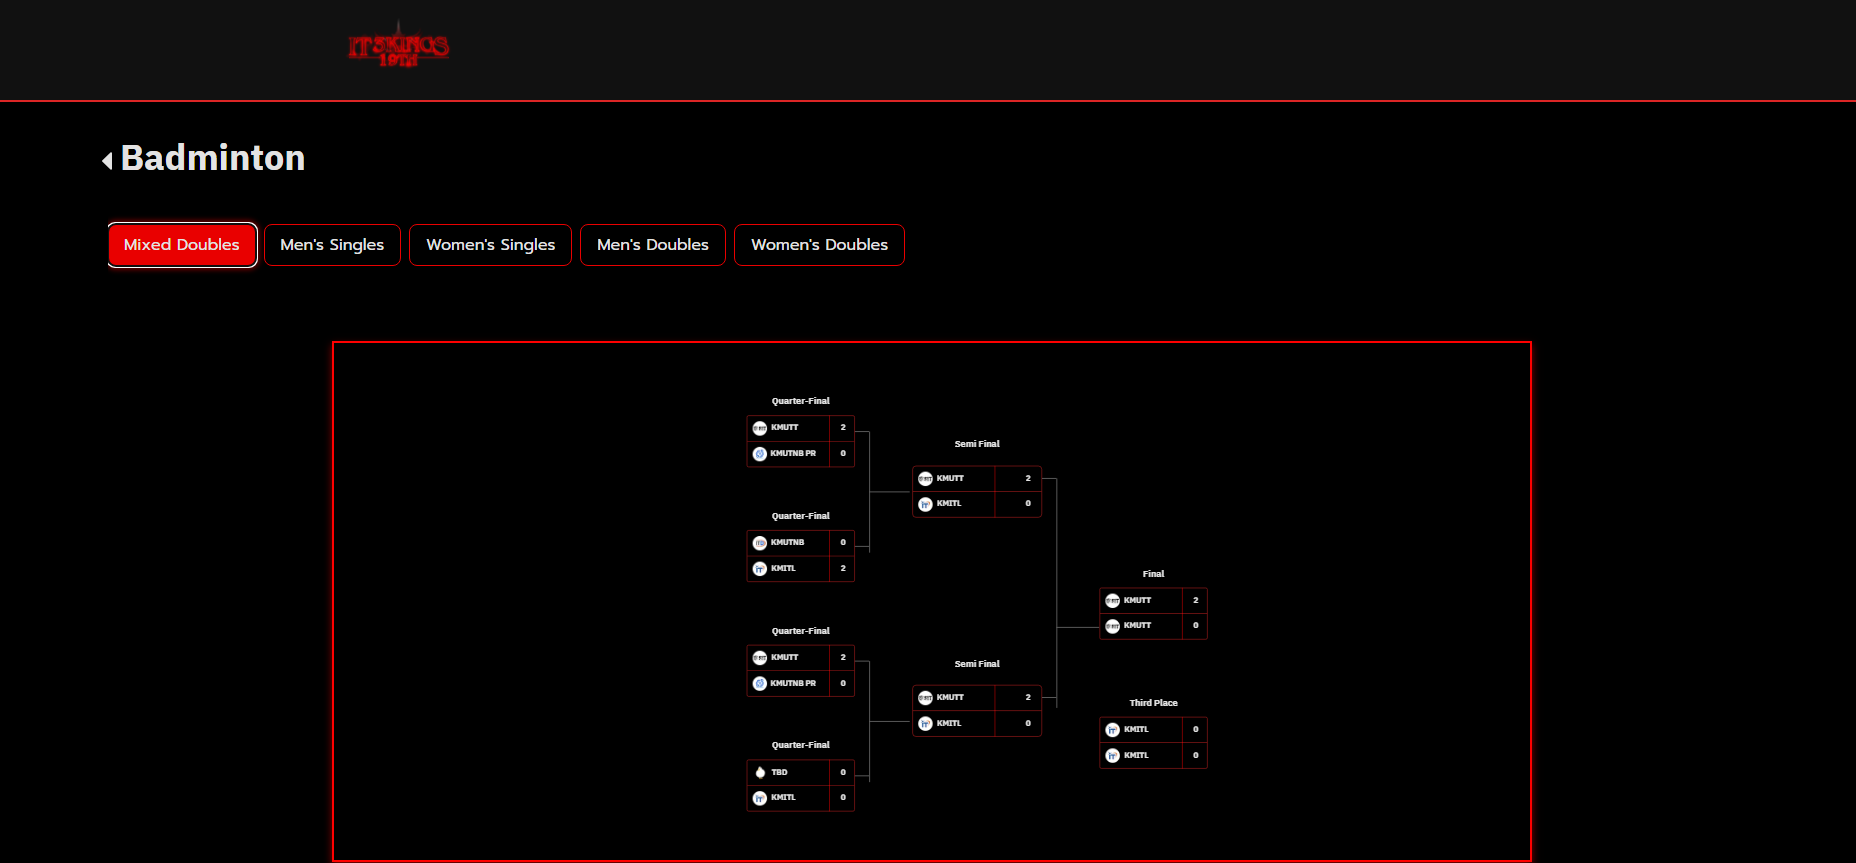 IT3KINGS
19TH
Badminton
Mixed Doubles
Men's Singles
Women's Singles
Men's Doubles
Women's Doubles
Quarter-Final
KMUTT 2
KMUTNB PR 0
Quarter-Final
KMUTNB 0
KMITL 2
Quarter-Final
KMUTT 2
KMUTNB PR 0
Quarter-Final
TBD 0
KMITL 0
Semi Final
KMUTT 2
KMITL 0
Semi Final
KMUTT 2
KMITL 0
Final
KMUTT 2
KMUTT 0
Third Place
KMITL 0
KMITL 0